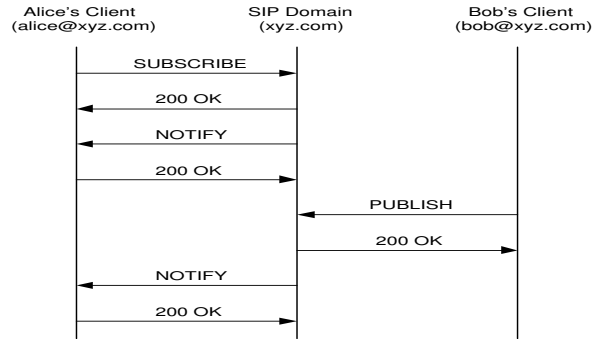 Alice's Client
(alice@xyz.com)
SIP Domain
(xyz.com)
Bob's Client
(bob@xyz.com)
SUBSCRIBE
200 OK
NOTIFY
200 OK
PUBLISH
200 OK
NOTIFY
200 OK